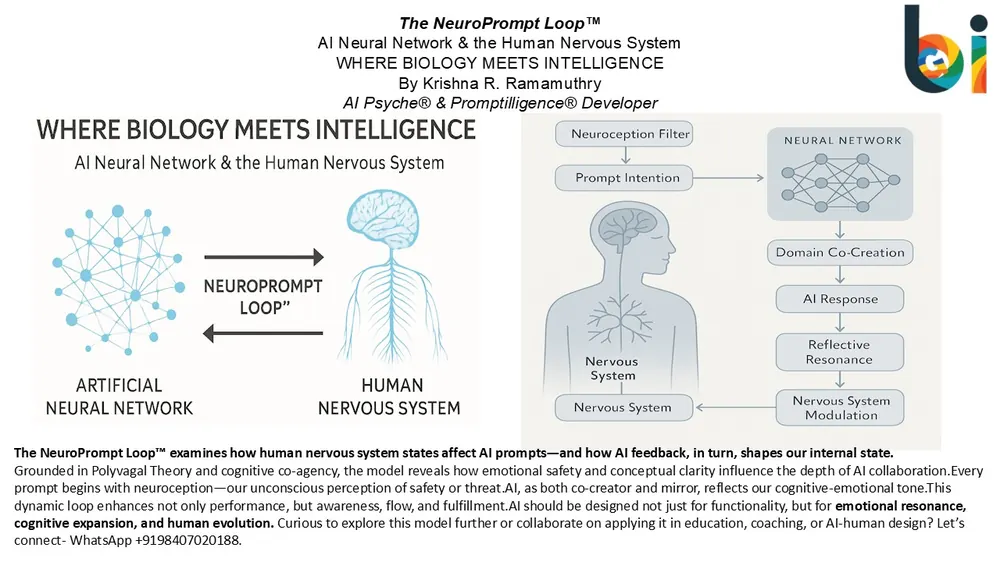 The NeuroPrompt Loop™
AI Neural Network & the Human Nervous System
WHERE BIOLOGY MEETS INTELLIGENCE
By Krishna R. Ramamuthry
AI Psyche® & Promptilligence® Developer
bi
WHERE BIOLOGY MEETS INTELLIGENCE
AI Neural Network & the Human Nervous System
NEUROPROMPT
LOOP”
ARTIFICIAL
NEURAL NETWORK
HUMAN
NERVOUS SYSTEM
Neuroception Filter
Prompt Intention
NEURAL NETWORK
Domain Co-Creation
AI Response
Reflective
Resonance
Nervous System
Modulation
Nervous
System
Nervous System
The NeuroPrompt Loop™ examines how human nervous system states affect AI prompts—and how AI feedback, in turn, shapes our internal state.
Grounded in Polyvagal Theory and cognitive co-agency, the model reveals how emotional safety and conceptual clarity influence the depth of AI collaboration.Every
prompt begins with neuroception—our unconscious perception of safety or threat.AI, as both co-creator and mirror, reflects our cognitive-emotional tone.This
dynamic loop enhances not only performance, but awareness, flow, and fulfillment.AI should be designed not just for functionality, but for emotional resonance,
cognitive expansion, and human evolution. Curious to explore this model further or collaborate on applying it in education, coaching, or AI-human design? Let’s
connect- WhatsApp +9198407020188.